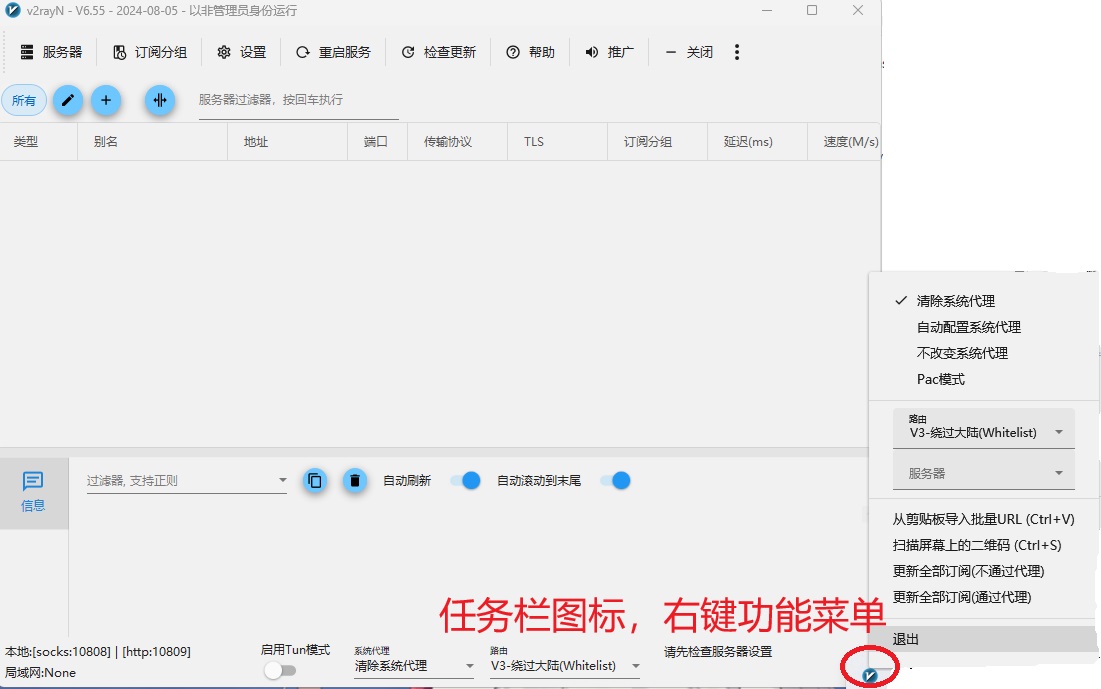 v2rayN - V6.55 - 2024-08-05 - 以非管理员身份运行
服务器 订阅分组 设置 重启服务 检查更新 帮助 推广 关闭
所有 服务器过滤器，按回车执行
类型 别名 地址 端口 传输协议 TLS 订阅分组 延迟(ms) 速度(M/s)
清除系统代理
自动配置系统代理
不改变系统代理
Pac模式
路由
V3-绕过大陆(Whitelist)
服务器
从剪贴板导入批量URL (Ctrl+V)
扫描屏幕上的二维码 (Ctrl+S)
更新全部订阅(不通过代理)
更新全部订阅(通过代理)
退出
信息
过滤器, 支持正则 自动刷新 自动滚动到末尾
任务栏图标，右键功能菜单
本地:[socks:10808] | [http:10809]
局域网:None
启用Tun模式
系统代理
清除系统代理
路由
V3-绕过大陆(Whitelist)
请先检查服务器设置